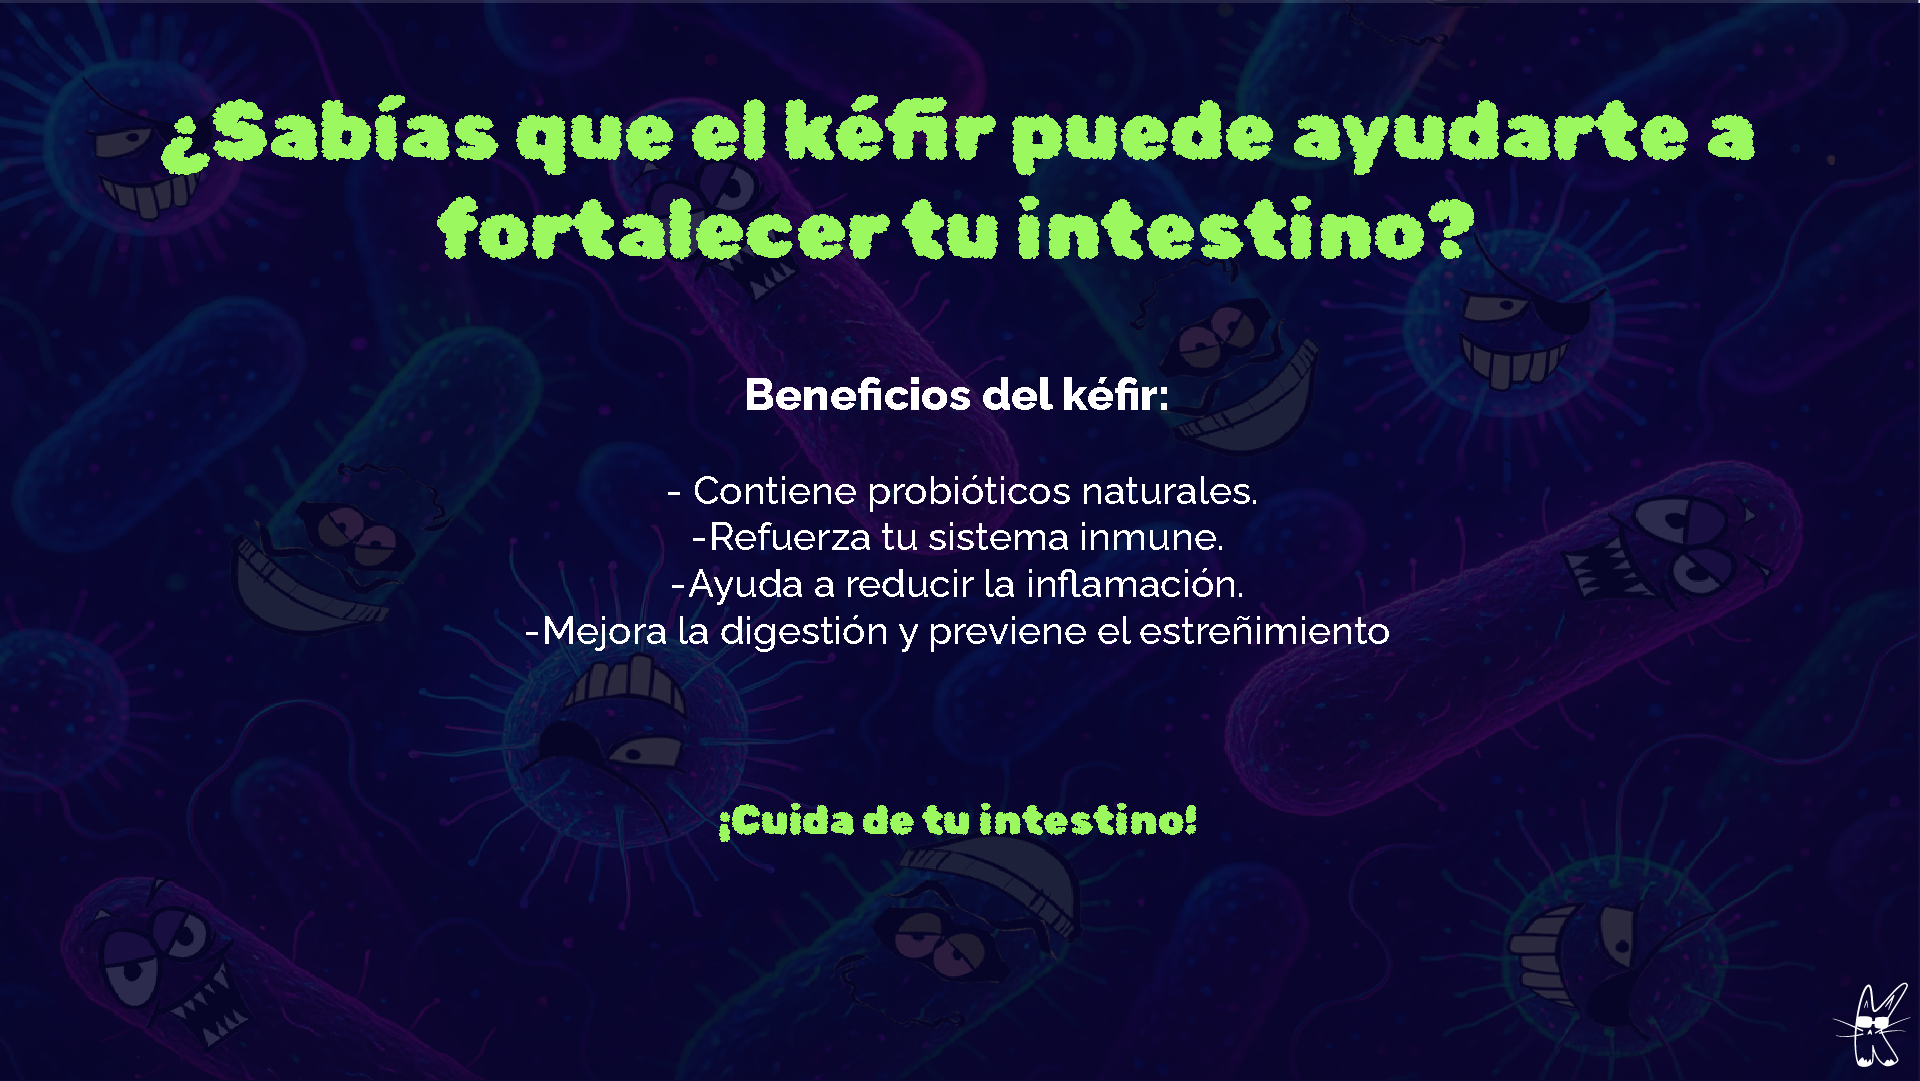 ¿Sabías que el kéfir puede ayudarte a
fortalecer tu intestino?
Beneficios del kéfir:
- Contiene probióticos naturales.
-Refuerza tu sistema inmune.
-Ayuda a reducir la inflamación.
-Mejora la digestión y previene el estreñimiento
¡Cuida de tu intestino!